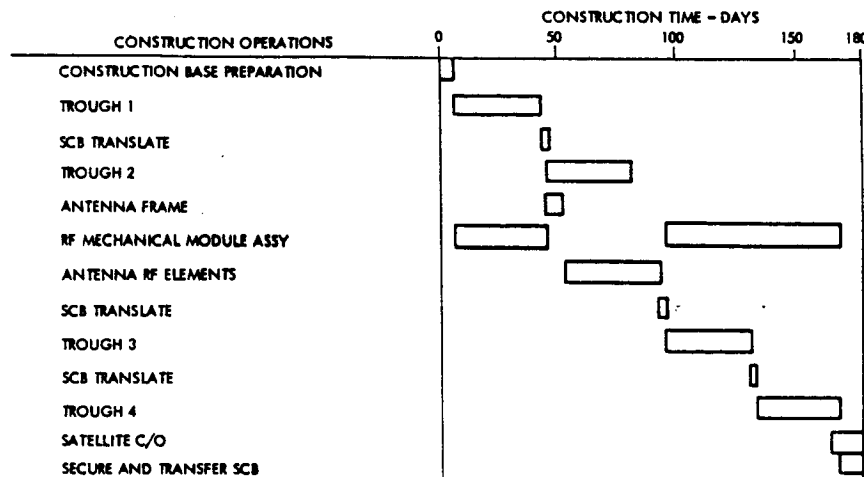 CONSTRUCTION TIME - DAYS
CONSTRUCTION OPERATIONS
0 50 100 150 180
CONSTRUCTION BASE PREPARATION
TROUGH 1
SCB TRANSLATE
TROUGH 2
ANTENNA FRAME
RF MECHANICAL MODULE ASSY
ANTENNA RF ELEMENTS
SCB TRANSLATE
TROUGH 3
SCB TRANSLATE
TROUGH 4
SATELLITE C/O
SECURE AND TRANSFER SCB